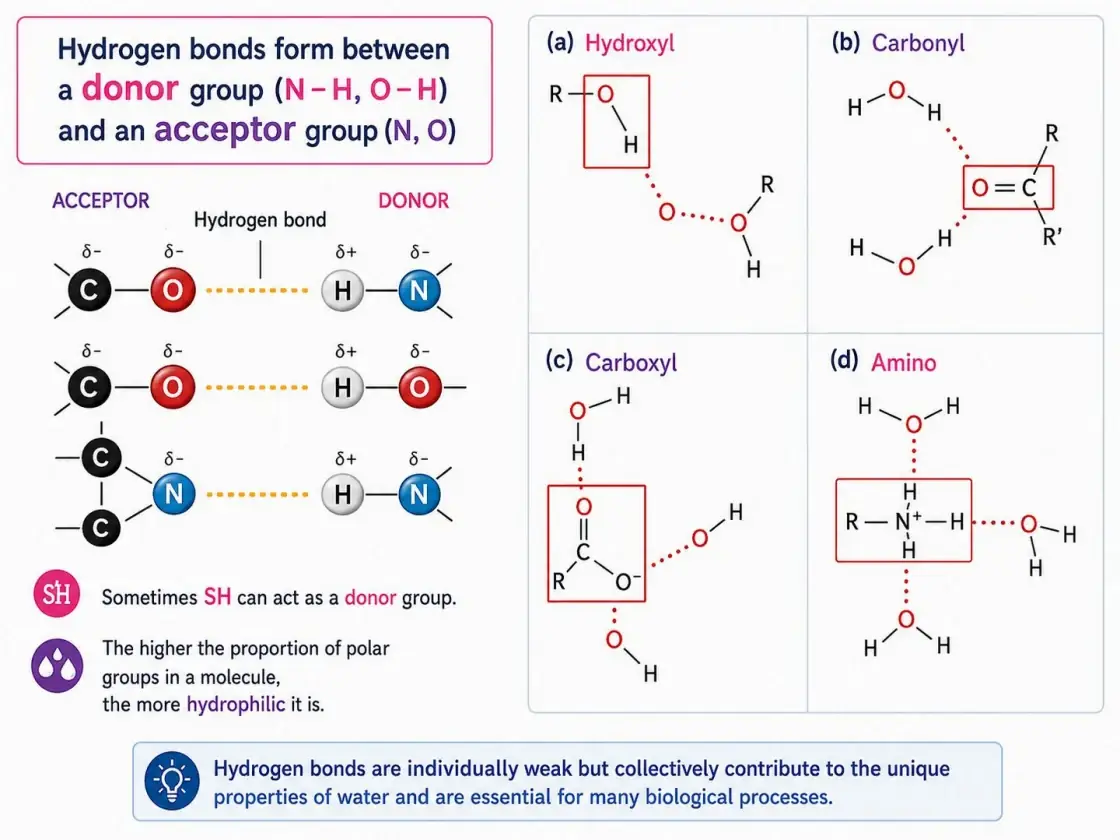 Hydrogen bonds form between
a donor group (N – H, O – H)
and an acceptor group (N, O)
ACCEPTOR
DONOR
Hydrogen bond
δ- δ- δ+ δ-
C O H N
δ- δ- δ+ δ-
C O H O
C
δ- δ+ δ-
N H N
C
SH
Sometimes SH can act as a donor group.
The higher the proportion of polar
groups in a molecule,
the more hydrophilic it is.
(a) Hydroxyl
R O
H
R
O O
H
(b) Carbonyl
O
H H
R
O C
H
H R'
O
(c) Carboxyl
H
O
H
O
H
C O
R O⁻
O
H
(d) Amino
H H
O
H
R N⁺ H O H
H H
O
H H
Hydrogen bonds are individually weak but collectively contribute to the unique
properties of water and are essential for many biological processes.